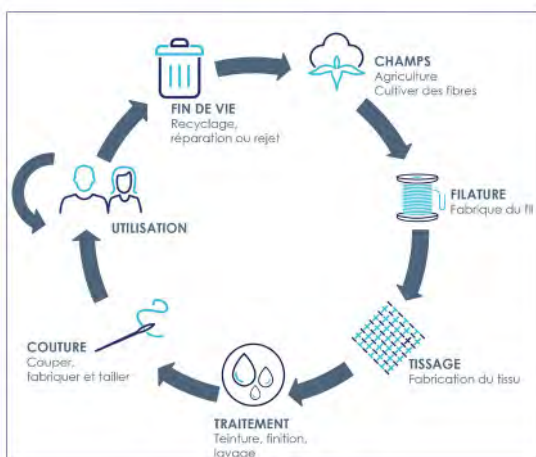 CHAMPS
Agriculture
Cultiver des fibres
FILATURE
Fabrique du fil
TISSAGE
Fabrication du tissu
TRAITEMENT
Teinture, finition,
lavage
COUTURE
Couper,
fabriquer et tailler
UTILISATION
FIN DE VIE
Recyclage,
réparation ou rejet